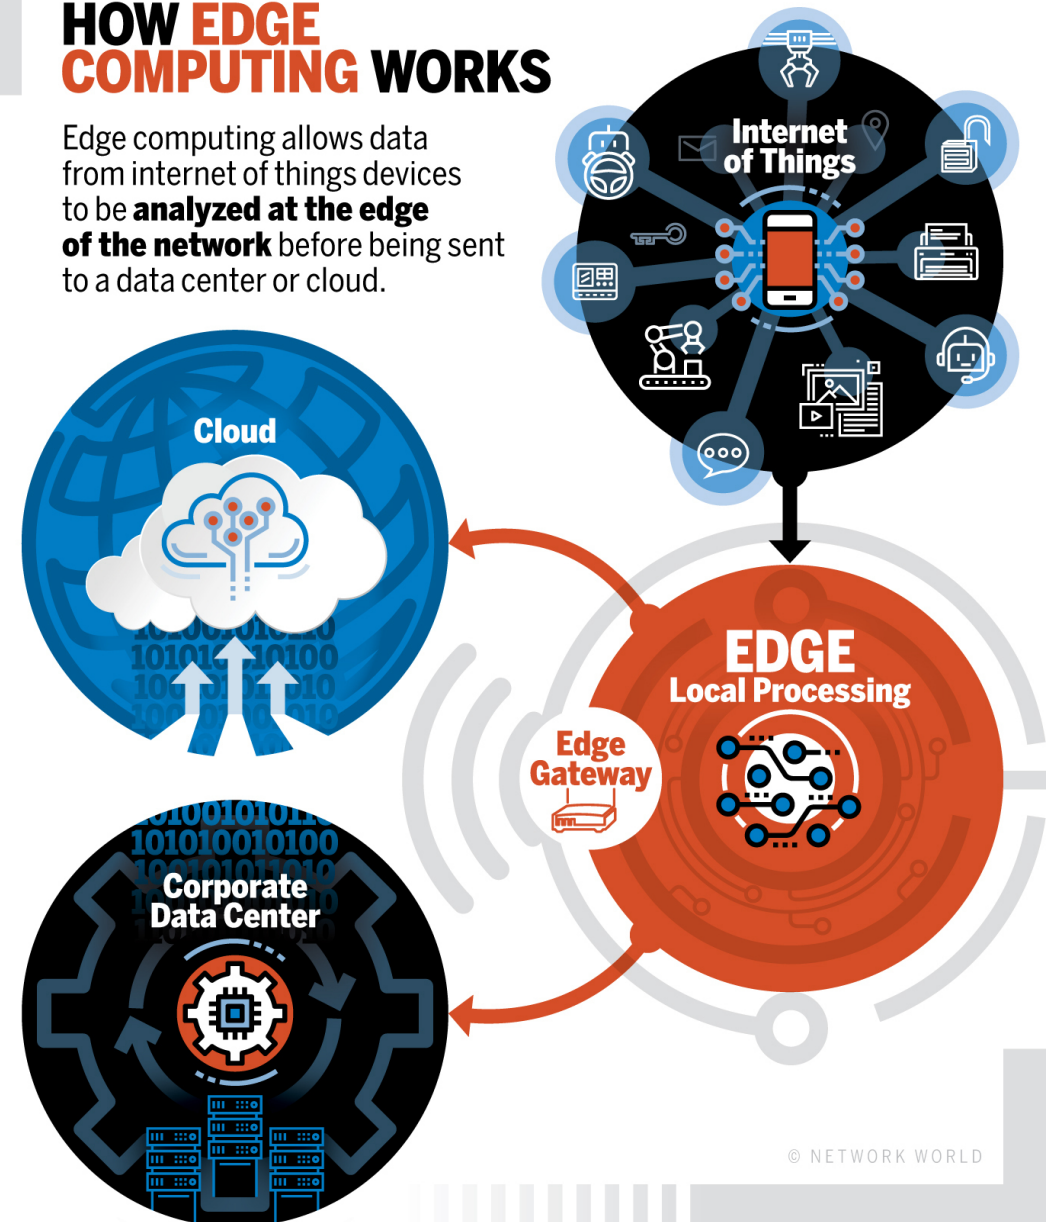 HOW EDGE
COMPUTING WORKS
Edge computing allows data
from internet of things devices
to be analyzed at the edge
of the network before being sent
to a data center or cloud.
Internet
of Things
Cloud
101010010100
EDGE
Local Processing
Edge
Gateway
101010010100
Corporate
Data Center
© NETWORK WORLD